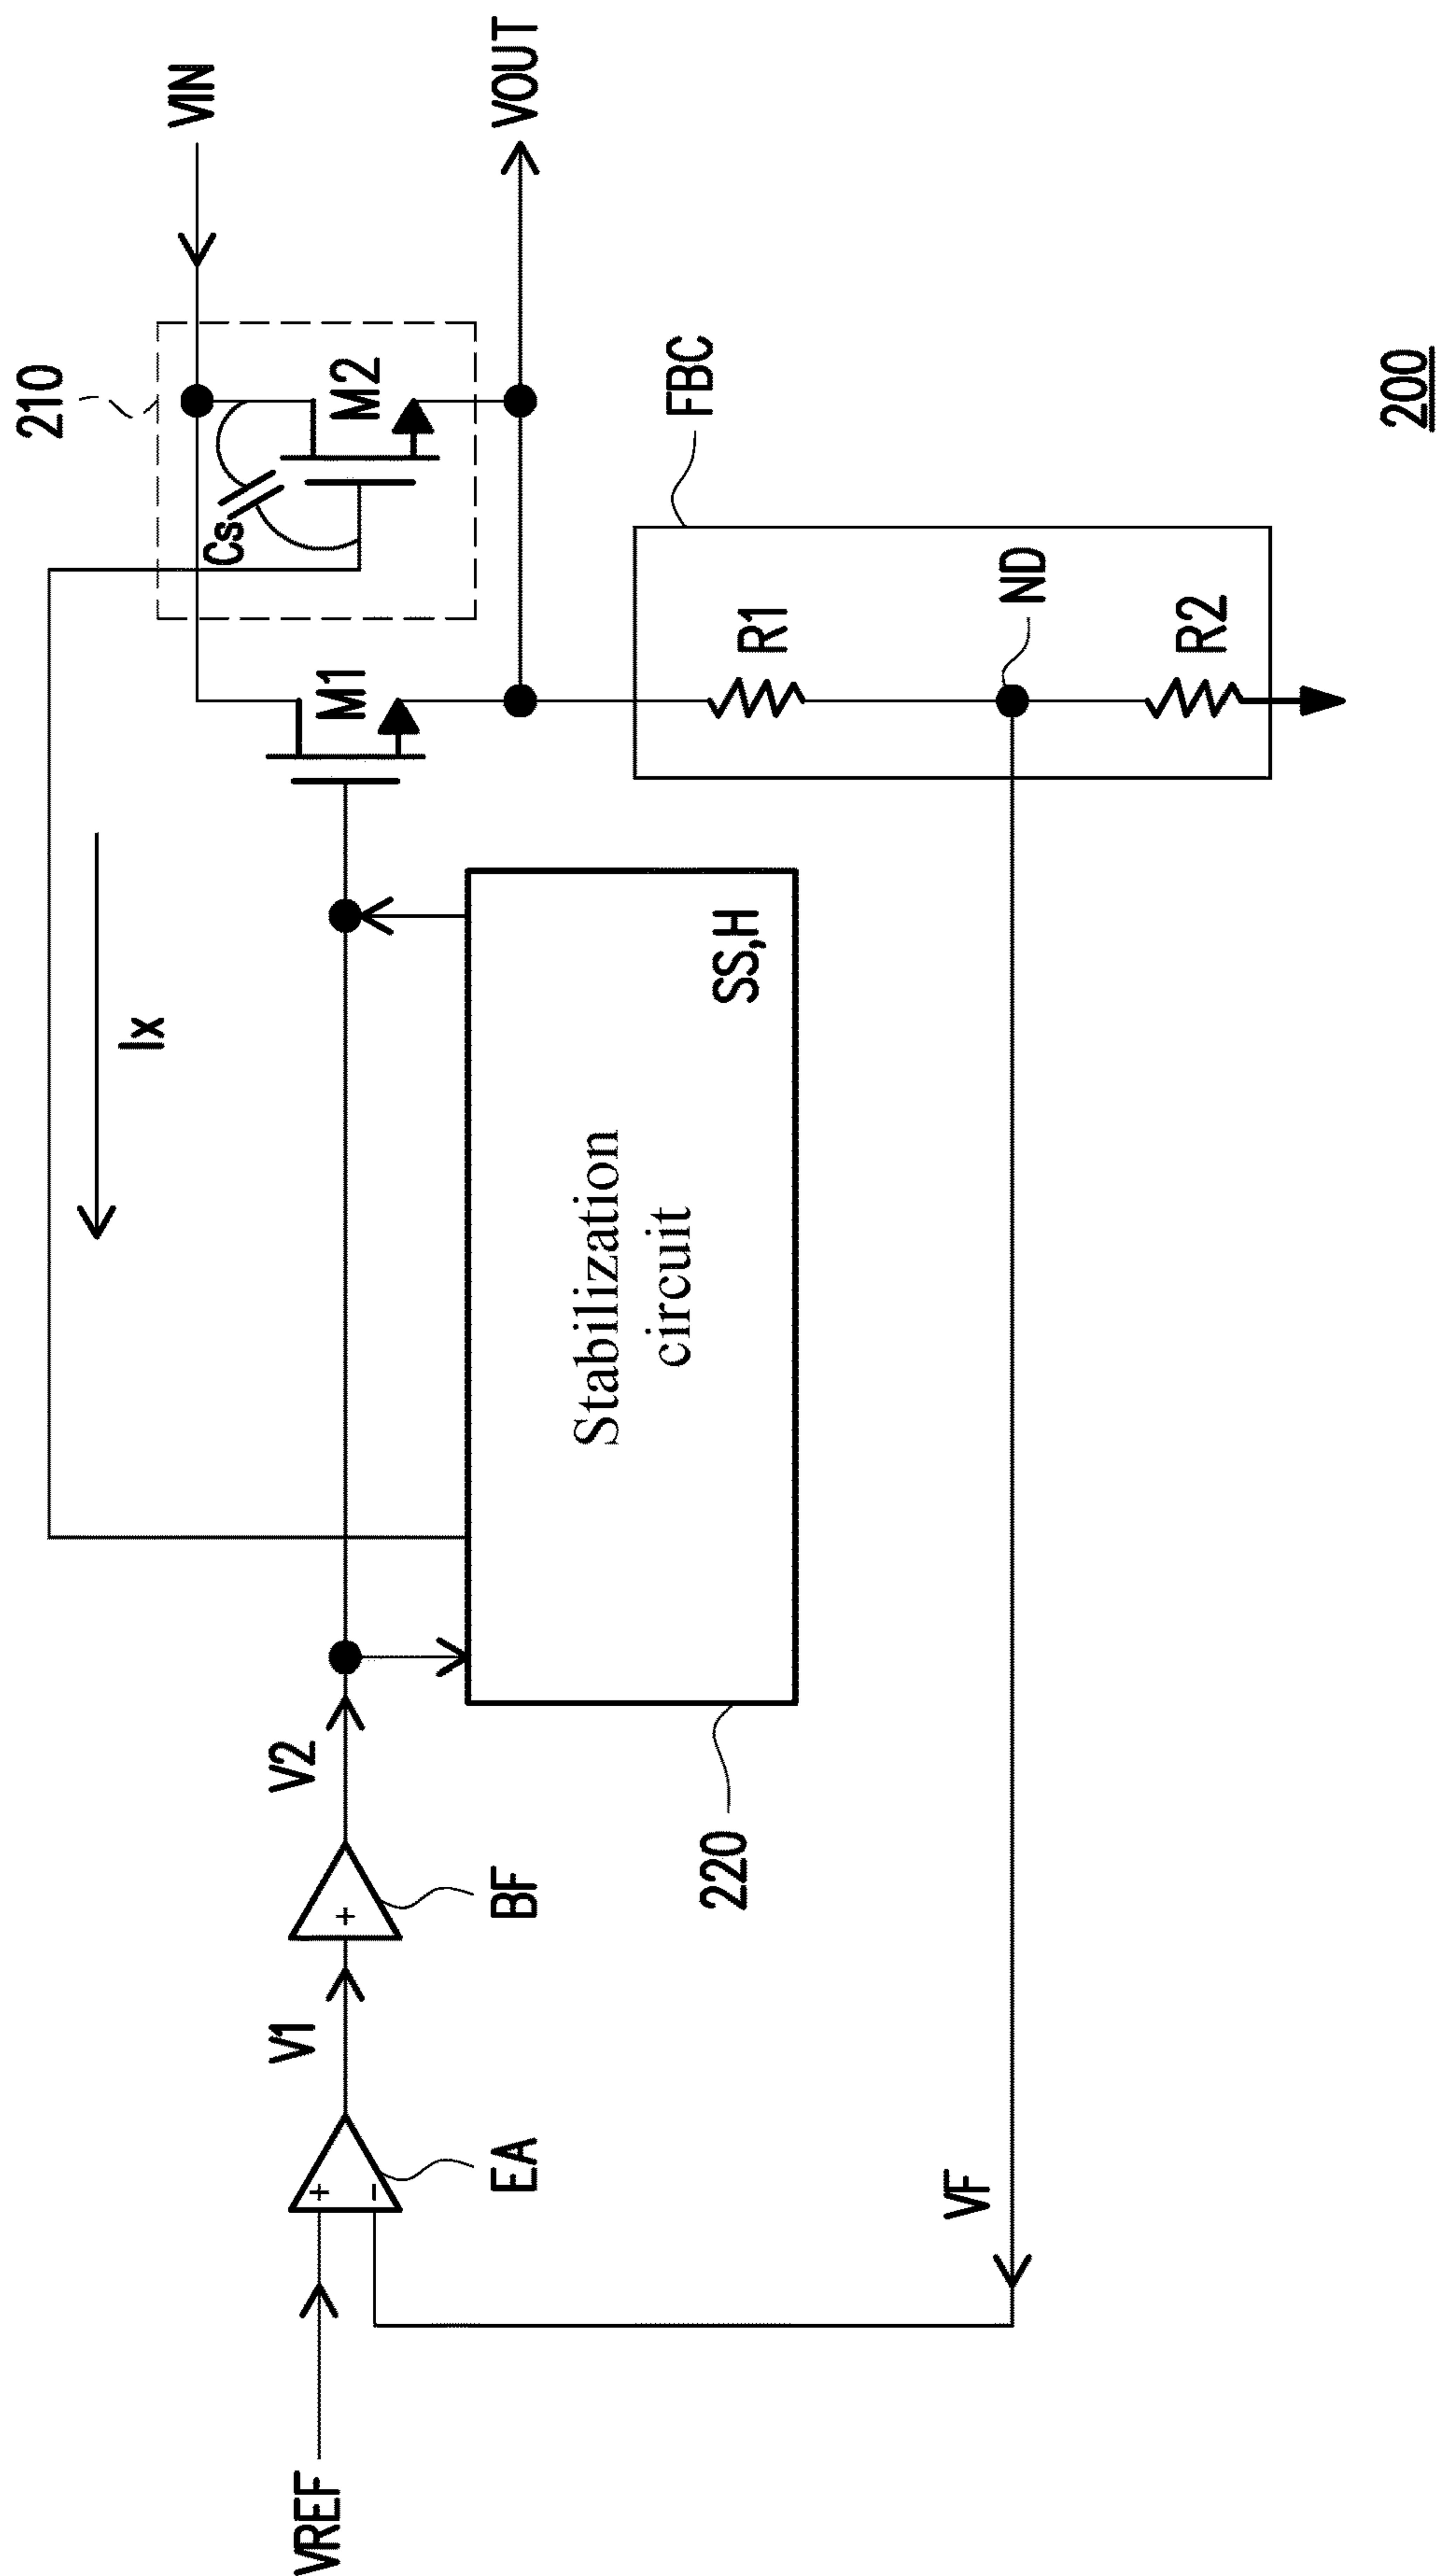 210
VIN
Cs
M2
M1
VOUT
Ix
V2
V1
VREF
BF
EA
Stabilization
circuit
SS,H
220
FBC
R1
ND
R2
VF
200
+
−
+